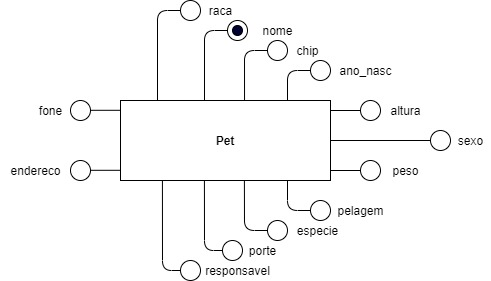 raca
nome
chip
ano_nasc
fone
altura
Pet
sexo
endereco
peso
pelagem
especie
porte
responsavel